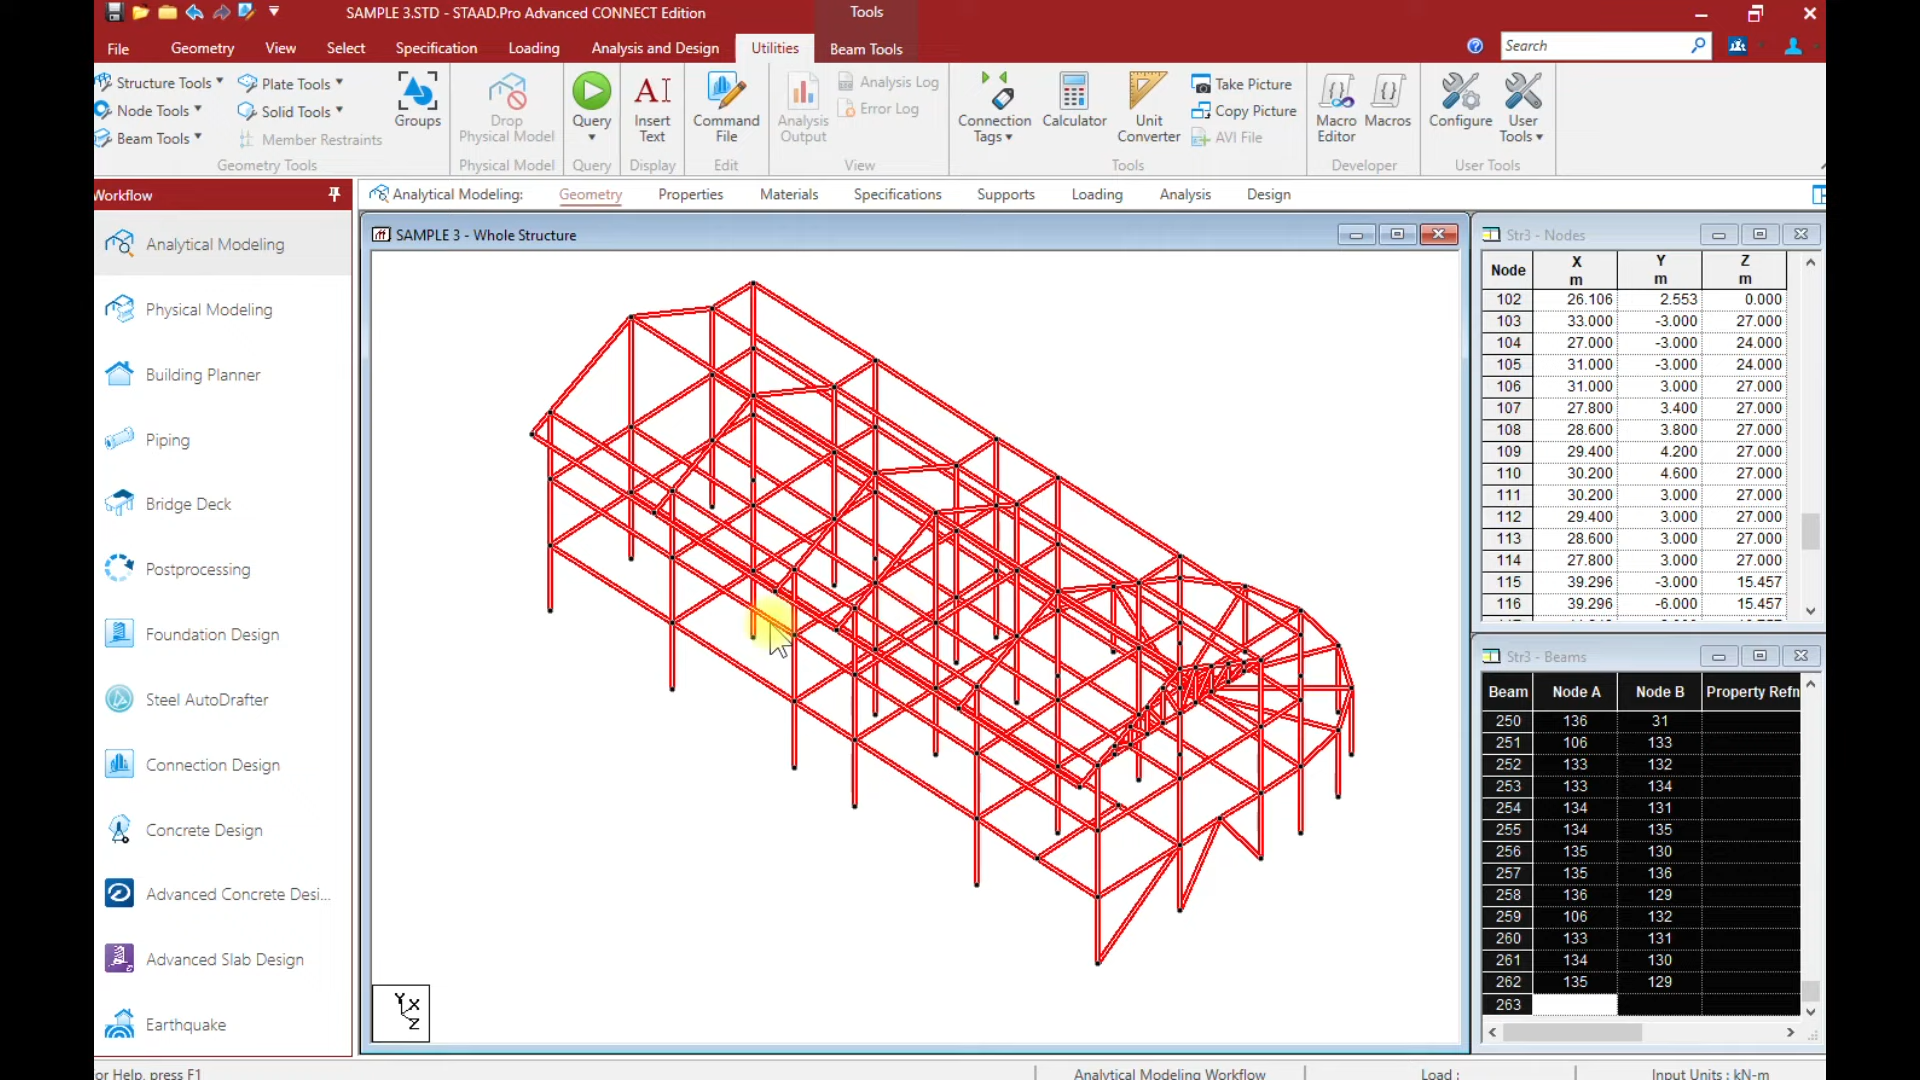 SAMPLE 3.STD - STAAD.Pro Advanced CONNECT Edition
Tools
File Geometry View Select Specification Loading Analysis and Design Utilities Beam Tools
Search
Structure Tools
Node Tools
Beam Tools
Plate Tools
Solid Tools
Member Restraints
Geometry Tools
Groups
Drop
Physical Model
Physical Model
Query
Query
Insert
Text
Display
Command
File
Edit
Analysis
Output
Analysis Log
Error Log
View
Connection
Tags
Calculator
Unit
Converter
Take Picture
Copy Picture
AVI File
Tools
Macro
Editor
Macros
Developer
Configure
User
Tools
User Tools
Workflow
Analytical Modeling: Geometry Properties Materials Specifications Supports Loading Analysis Design
Analytical Modeling
Physical Modeling
Building Planner
Piping
Bridge Deck
Postprocessing
Foundation Design
Steel AutoDrafter
Connection Design
Concrete Design
Advanced Concrete Desi...
Advanced Slab Design
Earthquake
SAMPLE 3 - Whole Structure
Y X
Z
Str3 - Nodes
Node X m Y m Z m
102 26.106 2.553 0.000
103 33.000 -3.000 27.000
104 27.000 -3.000 24.000
105 31.000 -3.000 24.000
106 31.000 3.000 27.000
107 27.800 3.400 27.000
108 28.600 3.800 27.000
109 29.400 4.200 27.000
110 30.200 4.600 27.000
111 30.200 3.000 27.000
112 29.400 3.000 27.000
113 28.600 3.000 27.000
114 27.800 3.000 27.000
115 39.296 -3.000 15.457
116 39.296 -6.000 15.457
Str3 - Beams
Beam Node A Node B Property Refn
250 136 31
251 106 133
252 133 132
253 133 134
254 134 131
255 134 135
256 135 130
257 135 136
258 136 129
259 106 132
260 133 131
261 134 130
262 135 129
263
or Help, press F1
Analytical Modeling Workflow
Load :
Input Units : kN-m